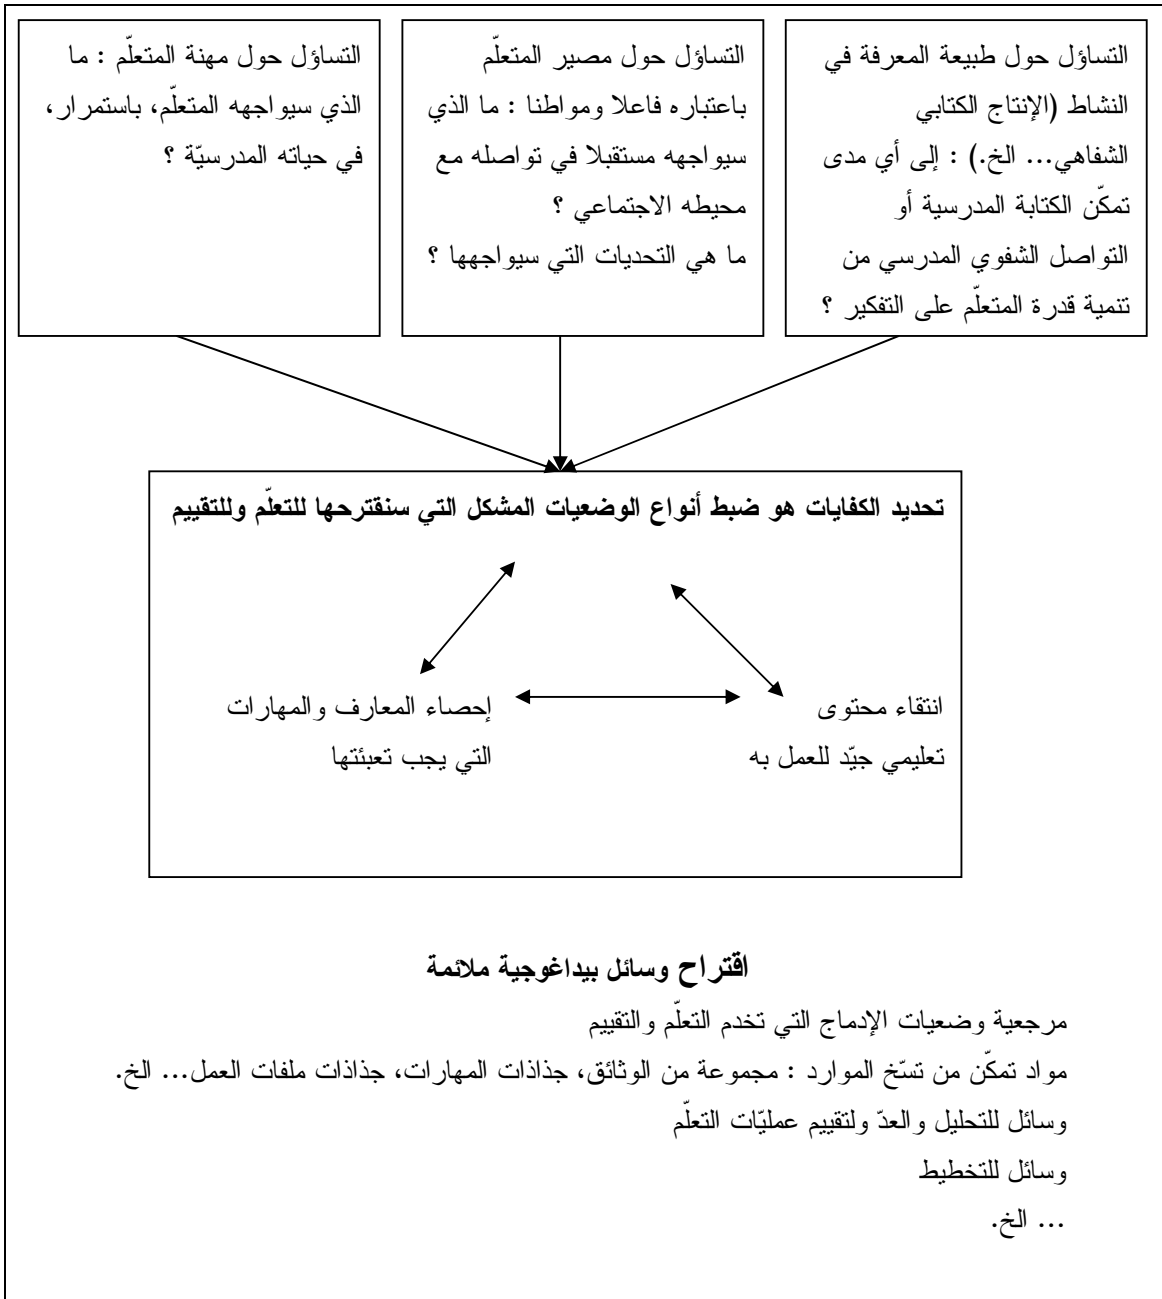 التساؤل حول طبيعة المعرفة في
النشاط (الإنتاج الكتابي
الشفاهي... الخ.) : إلى أي مدى
تمكّن الكتابة المدرسية أو
التواصل الشفوي المدرسي من
تنمية قدرة المتعلّم على التفكير ؟
التساؤل حول مصير المتعلّم
باعتباره فاعلا ومواطنا : ما الذي
سيواجهه مستقبلا في تواصله مع
محيطه الاجتماعي ؟
ما هي التحديات التي سيواجهها ؟
التساؤل حول مهنة المتعلّم : ما
الذي سيواجهه المتعلّم، باستمرار،
في حياته المدرسيّة ؟
تحديد الكفايات هو ضبط أنواع الوضعيات المشكل التي سنقترحها للتعلّم وللتقييم
انتقاء محتوى
تعليمي جيّد للعمل به
إحصاء المعارف والمهارات
التي يجب تعبئتها
اقتراح وسائل بيداغوجية ملائمة
مرجعية وضعيات الإدماج التي تخدم التعلّم والتقييم
مواد تمكّن من نسّخ الموارد : مجموعة من الوثائق، جذاذات المهارات، جذاذات ملفات العمل... الخ.
وسائل للتحليل والعدّ ولتقييم عمليّات التعلّم
وسائل للتخطيط
... الخ.